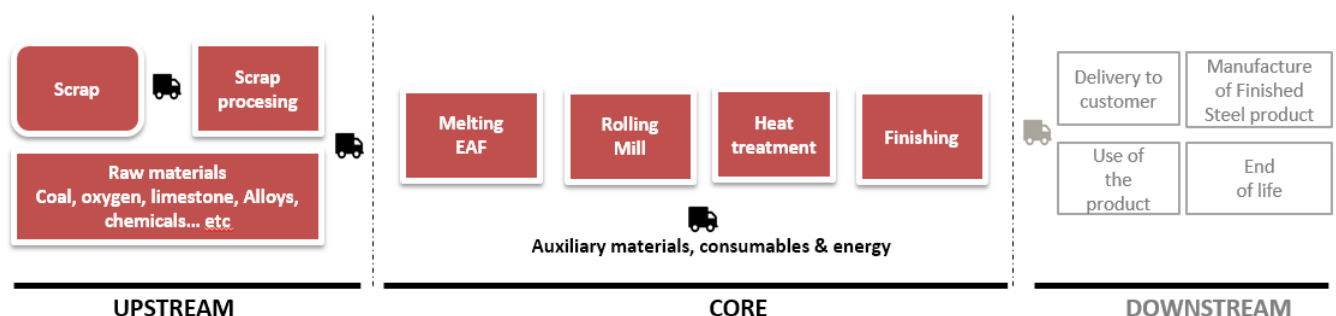 Scrap
Scrap
procesing
Raw materials
Coal, oxygen, limestone, Alloys,
chemicals... etc
Melting
EAF
Rolling
Mill
Heat
treatment
Finishing
Auxiliary materials, consumables & energy
Delivery to
customer
Manufacture
of Finished
Steel product
Use of
the
product
End
of life
UPSTREAM
CORE
DOWNSTREAM